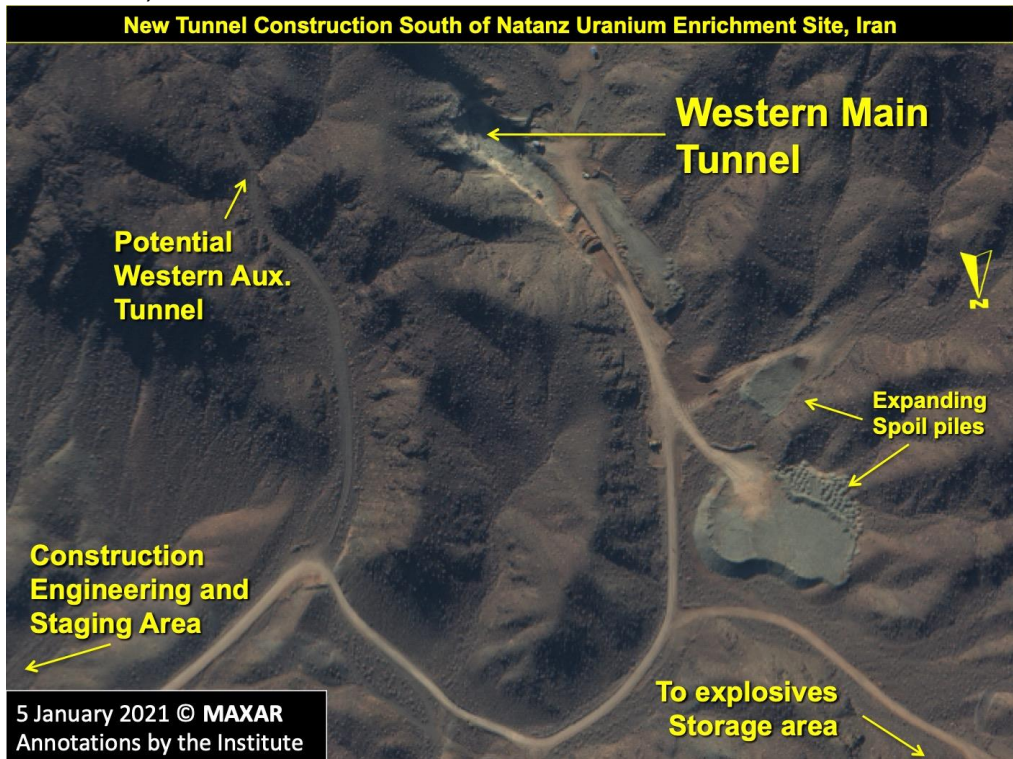 New Tunnel Construction South of Natanz Uranium Enrichment Site, Iran
Western Main
Tunnel
Potential
Western Aux.
Tunnel
N
Expanding
Spoil piles
Construction
Engineering and
Staging Area
To explosives
Storage area
5 January 2021 © MAXAR
Annotations by the Institute